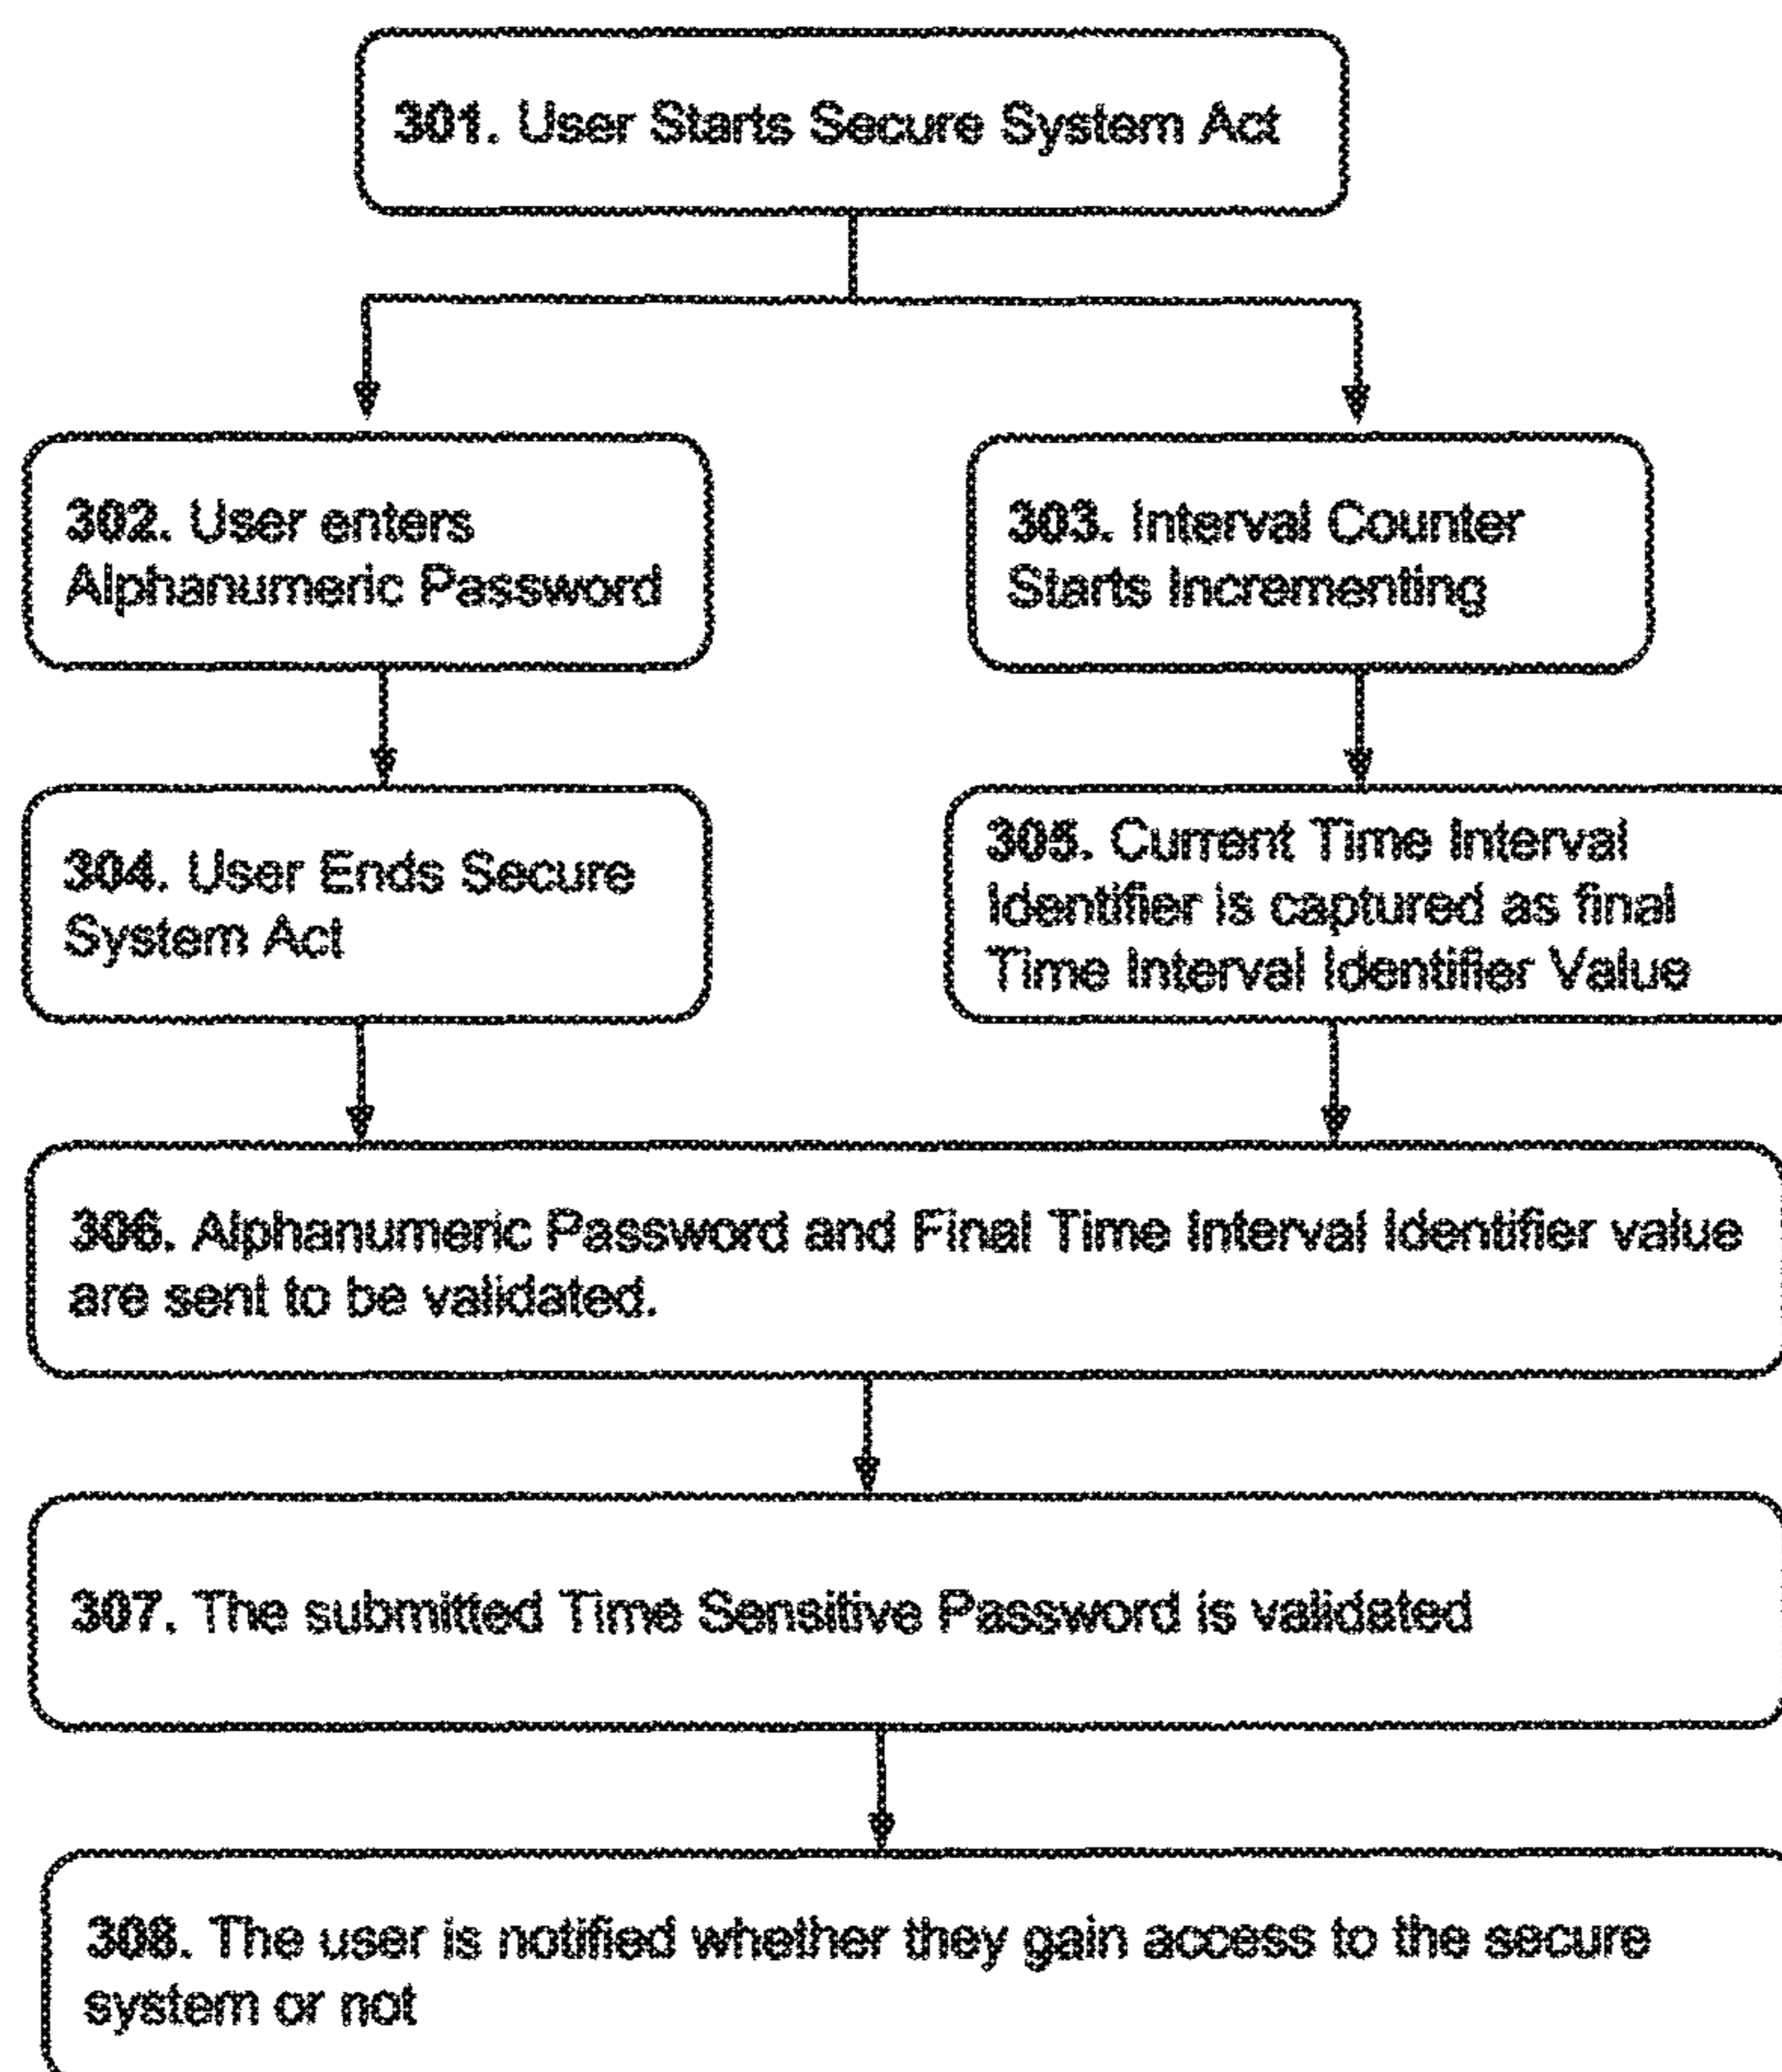 301. User Starts Secure System Act
302. User enters
Alphanumeric Password
303. Interval Counter
Starts Incrementing
304. User Ends Secure
System Act
305. Current Time Interval
Identifier is captured as final
Time Interval Identifier Value
306. Alphanumeric Password and Final Time Interval Identifier value
are sent to be validated.
307. The submitted Time Sensitive Password is validated
308. The user is notified whether they gain access to the secure
system or not